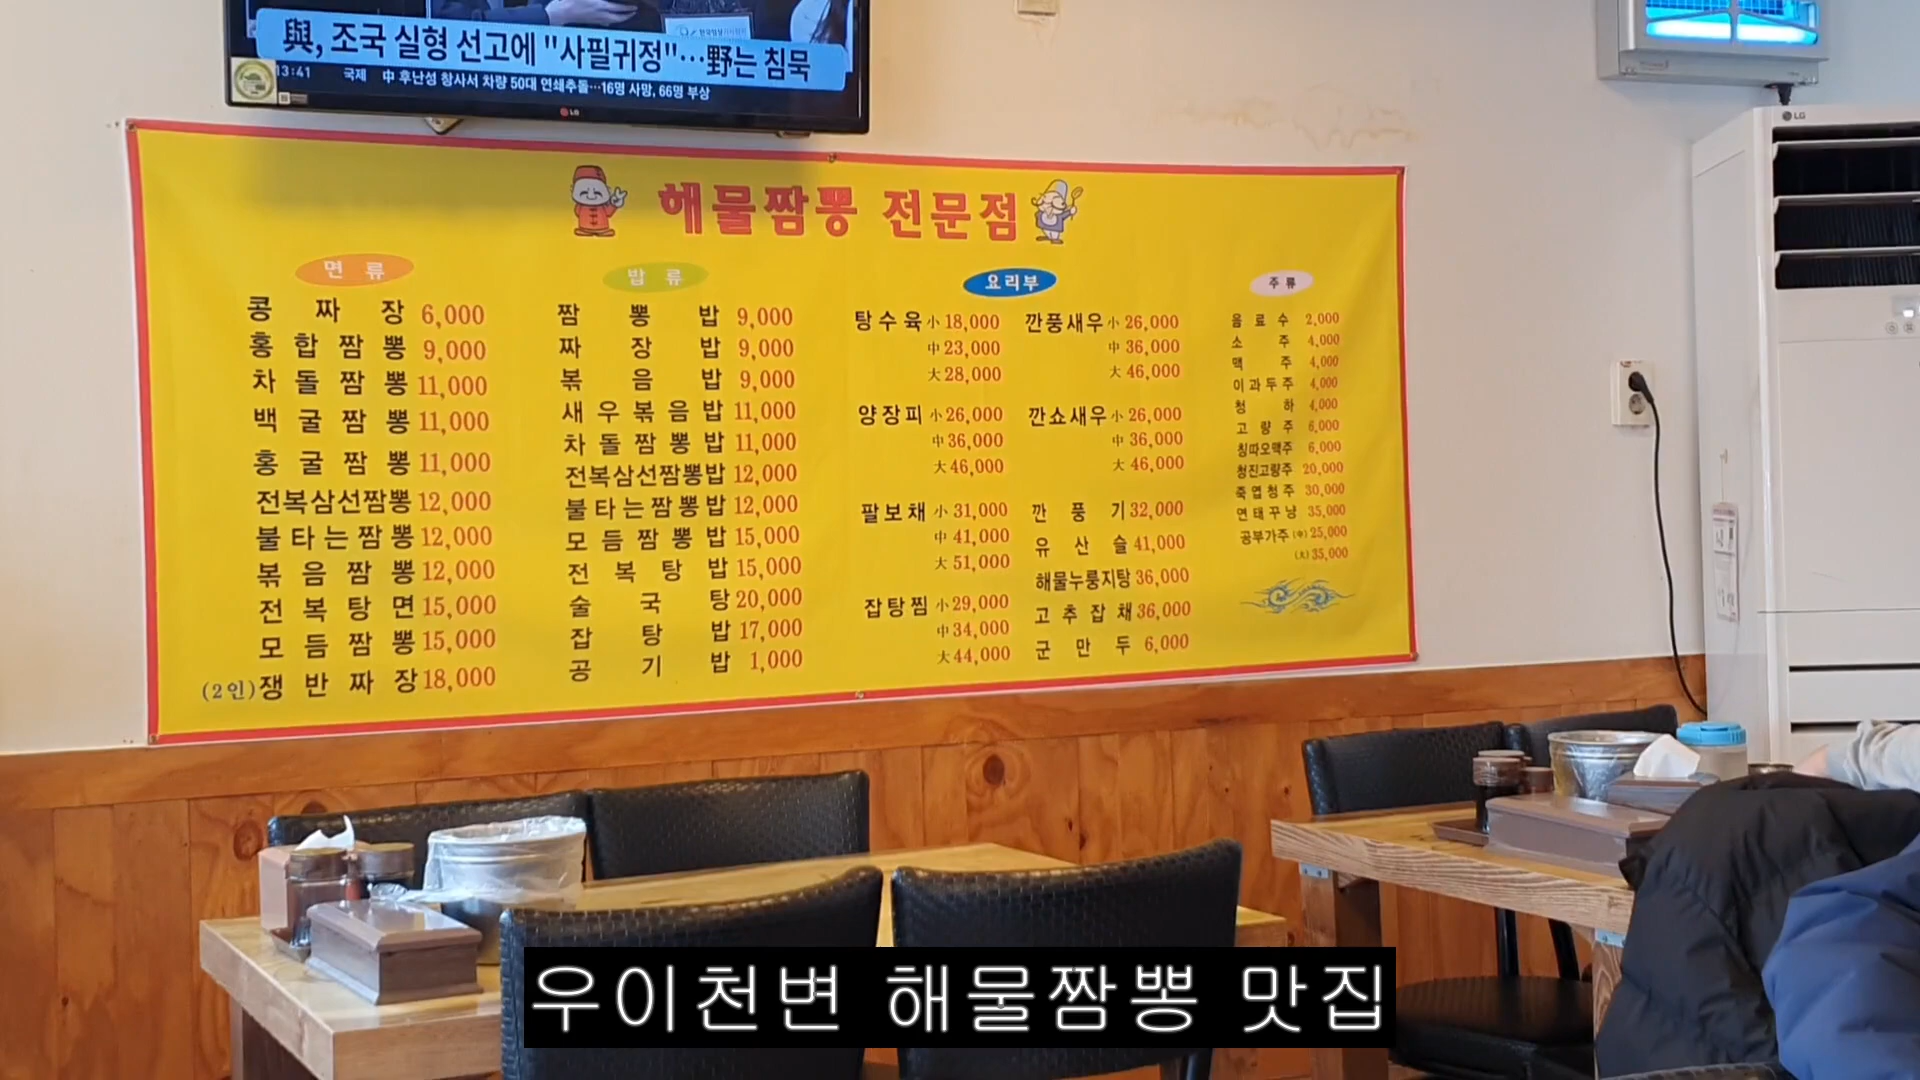 與, 조국 실형 선고에 "사필귀정"…野는 침묵
13:41 국제 中 후난성 창사서 차량 50대 연쇄추돌…16명 사망, 66명 부상
LG
LG
해물짬뽕 전문점
면 류
콩 짜 장 6,000
홍 합 짬 뽕 9,000
차 돌 짬 뽕 11,000
백 굴 짬 뽕 11,000
홍 굴 짬 뽕 11,000
전복삼선짬뽕 12,000
불타는짬뽕 12,000
볶 음 짬 뽕 12,000
전 복 탕 면 15,000
모 듬 짬 뽕 15,000
(2인)쟁 반 짜 장 18,000
밥 류
짬 뽕 밥 9,000
짜 장 밥 9,000
볶 음 밥 9,000
새 우 볶 음 밥 11,000
차 돌 짬 뽕 밥 11,000
전복삼선짬뽕밥 12,000
불타는짬뽕밥 12,000
모 듬 짬 뽕 밥 15,000
전 복 탕 밥 15,000
술 국 탕 20,000
잡 탕 밥 17,000
공 기 밥 1,000
요리부
탕수육 小 18,000
中 23,000
大 28,000
양장피 小 26,000
中 36,000
大 46,000
팔보채 小 31,000
中 41,000
大 51,000
잡탕찜 小 29,000
中 34,000
大 44,000
깐풍새우 小 26,000
中 36,000
大 46,000
깐쇼새우 小 26,000
中 36,000
大 46,000
깐 풍 기 32,000
유 산 슬 41,000
해물누룽지탕 36,000
고 추 잡 채 36,000
군 만 두 6,000
주 류
음 료 수 2,000
소 주 4,000
맥 주 4,000
이과두주 4,000
청 하 4,000
고 량 주 6,000
칭따오맥주 6,000
청진고량주 20,000
죽엽청주 30,000
연태꾸냥 35,000
공부가주 (中) 25,000
(大) 35,000
우이천변 해물짬뽕 맛집